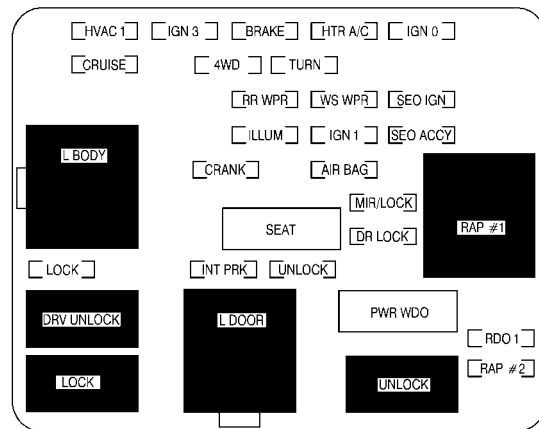 HVAC 1 IGN 3 BRAKE HTR A/C IGN 0
CRUISE 4WD TURN
RR WPR WS WPR SEO IGN
ILLUM IGN 1 SEO ACCY
L BODY
CRANK AIR BAG
MIR/LOCK
SEAT RAP #1
DR LOCK
LOCK INT PRK UNLOCK
DRV UNLOCK L DOOR PWR WDO
RDO 1
RAP #2
LOCK UNLOCK